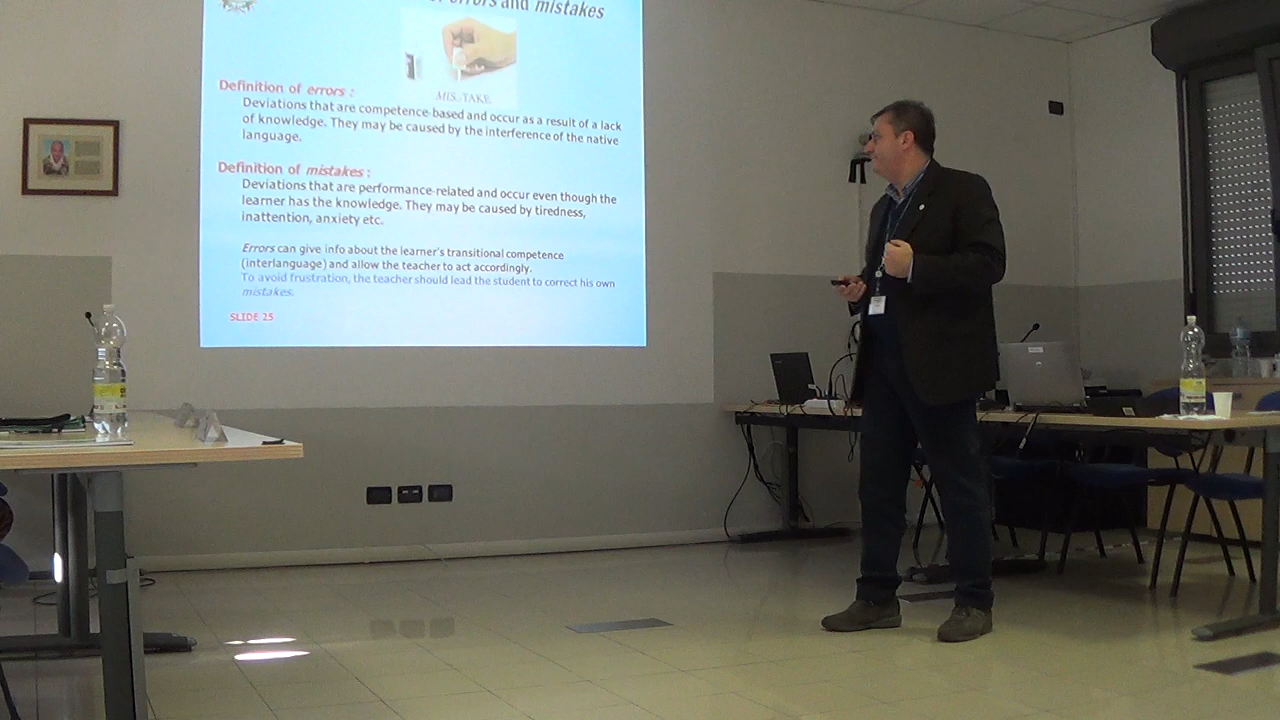 errors and mistakes
MIS-TAKE
Definition of errors :
Deviations that are competence-based and occur as a result of a lack
of knowledge. They may be caused by the interference of the native
language.
Definition of mistakes :
Deviations that are performance-related and occur even though the
learner has the knowledge. They may be caused by tiredness,
inattention, anxiety etc.
Errors can give info about the learner's transitional competence
(interlanguage) and allow the teacher to act accordingly.
To avoid frustration, the teacher should lead the student to correct his own
mistakes.
SLIDE 25